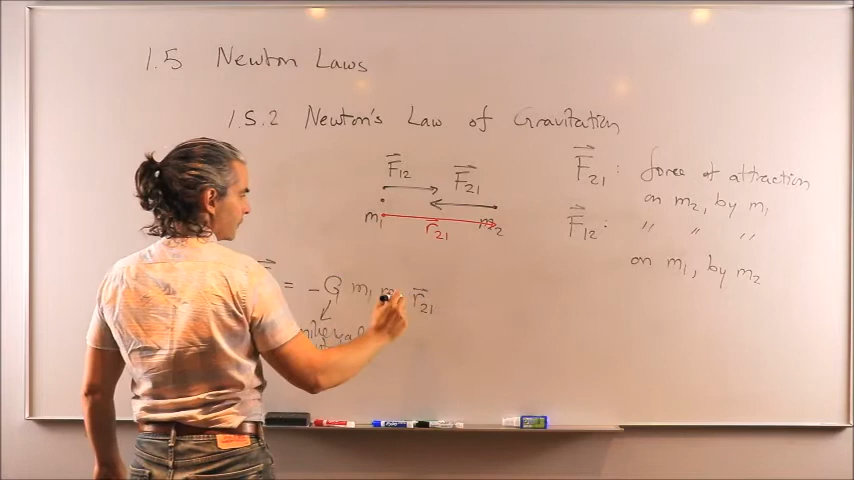 1.5 Newton Laws
1.5.2 Newton's Law of Gravitation
F₁₂
F₂₁
m₁ m₂
r₂₁
F₂₁ : force of attraction
on m₂, by m₁
F₁₂ : " " "
on m₁, by m₂
= - G m₁ r₂₁